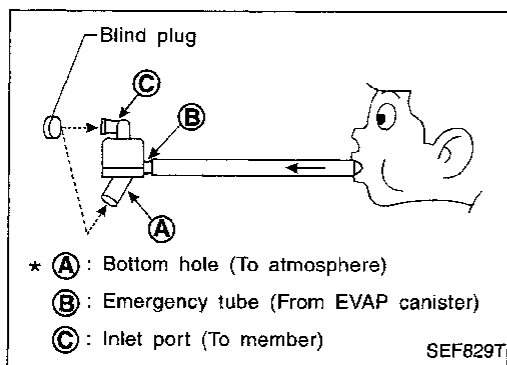 Blind plug
C
B
A
* A : Bottom hole (To atmosphere)
B : Emergency tube (From EVAP canister)
C : Inlet port (To member)
SEF829T